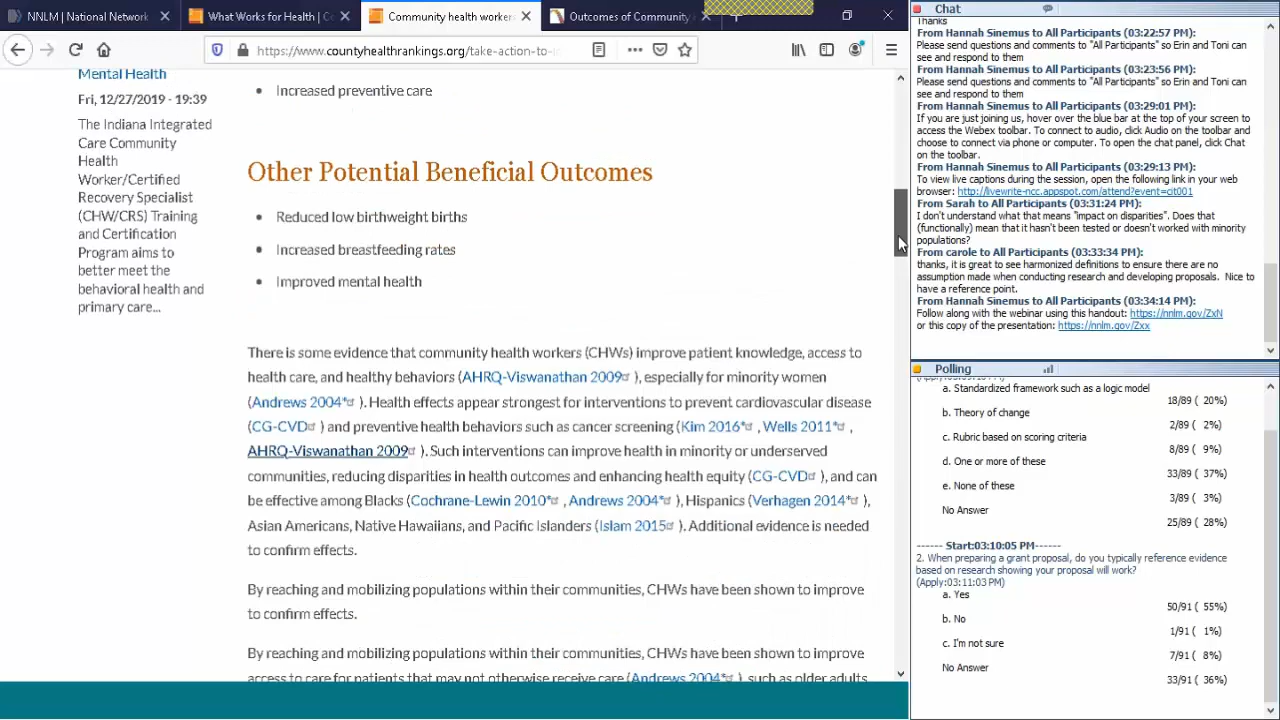 NNLM | National Network
What Works for Health | Co
Community health workers
Outcomes of Community
https://www.countyhealthrankings.org/take-action-to-i
Mental Health
Fri, 12/27/2019 - 19:39
The Indiana Integrated
Care Community
Health
Worker/Certified
Recovery Specialist
(CHW/CRS) Training
and Certification
Program aims to
better meet the
behavioral health and
primary care...
Increased preventive care
Other Potential Beneficial Outcomes
Reduced low birthweight births
Increased breastfeeding rates
Improved mental health
There is some evidence that community health workers (CHWs) improve patient knowledge, access to
health care, and healthy behaviors (AHRQ-Viswanathan 2009), especially for minority women
(Andrews 2004*). Health effects appear strongest for interventions to prevent cardiovascular disease
(CG-CVD) and preventive health behaviors such as cancer screening (Kim 2016*, Wells 2011*,
AHRQ-Viswanathan 2009). Such interventions can improve health in minority or underserved
communities, reducing disparities in health outcomes and enhancing health equity (CG-CVD), and can
be effective among Blacks (Cochrane-Lewin 2010*, Andrews 2004*), Hispanics (Verhagen 2014*),
Asian Americans, Native Hawaiians, and Pacific Islanders (Islam 2015). Additional evidence is needed
to confirm effects.
By reaching and mobilizing populations within their communities, CHWs have been shown to improve
to confirm effects.
By reaching and mobilizing populations within their communities, CHWs have been shown to improve
access to care for patients that may not otherwise receive care (Andrews 2004*), such as older adults
Chat
Thanks
From Hannah Sinemus to All Participants (03:22:57 PM):
Please send questions and comments to "All Participants" so Erin and Toni can
see and respond to them
From Hannah Sinemus to All Participants (03:23:56 PM):
Please send questions and comments to "All Participants" so Erin and Toni can
see and respond to them
From Hannah Sinemus to All Participants (03:29:01 PM):
If you are just joining us, hover over the blue bar at the top of your screen to
access the Webex toolbar. To connect to audio, click Audio on the toolbar and
choose to connect via phone or computer. To open the chat panel, click Chat
on the toolbar.
From Hannah Sinemus to All Participants (03:29:13 PM):
To view live captions during the session, open the following link in your web
browser: http://livewrite-ncc.appspot.com/attend?event=cit001
From Sarah to All Participants (03:31:24 PM):
I don't understand what that means "impact on disparities". Does that
(functionally) mean that it hasn't been tested or doesn't worked with minority
populations?
From carole to All Participants (03:33:34 PM):
thanks, it is great to see harmonized definitions to ensure there are no
assumption made when conducting research and developing proposals. Nice to
have a reference point.
From Hannah Sinemus to All Participants (03:34:14 PM):
Follow along with the webinar using this handout: https://nnlm.gov/ZxN
or this copy of the presentation: https://nnlm.gov/Zxx
Polling
a. Standardized framework such as a logic model
18/89 ( 20%)
b. Theory of change
2/89 ( 2%)
c. Rubric based on scoring criteria
8/89 ( 9%)
d. One or more of these
33/89 ( 37%)
e. None of these
3/89 ( 3%)
No Answer
25/89 ( 28%)
------ Start:03:10:05 PM------
2. When preparing a grant proposal, do you typically reference evidence
based on research showing your proposal will work?
(Apply:03:11:03 PM)
a. Yes
50/91 ( 55%)
b. No
1/91 ( 1%)
c. I'm not sure
7/91 ( 8%)
No Answer
33/91 ( 36%)